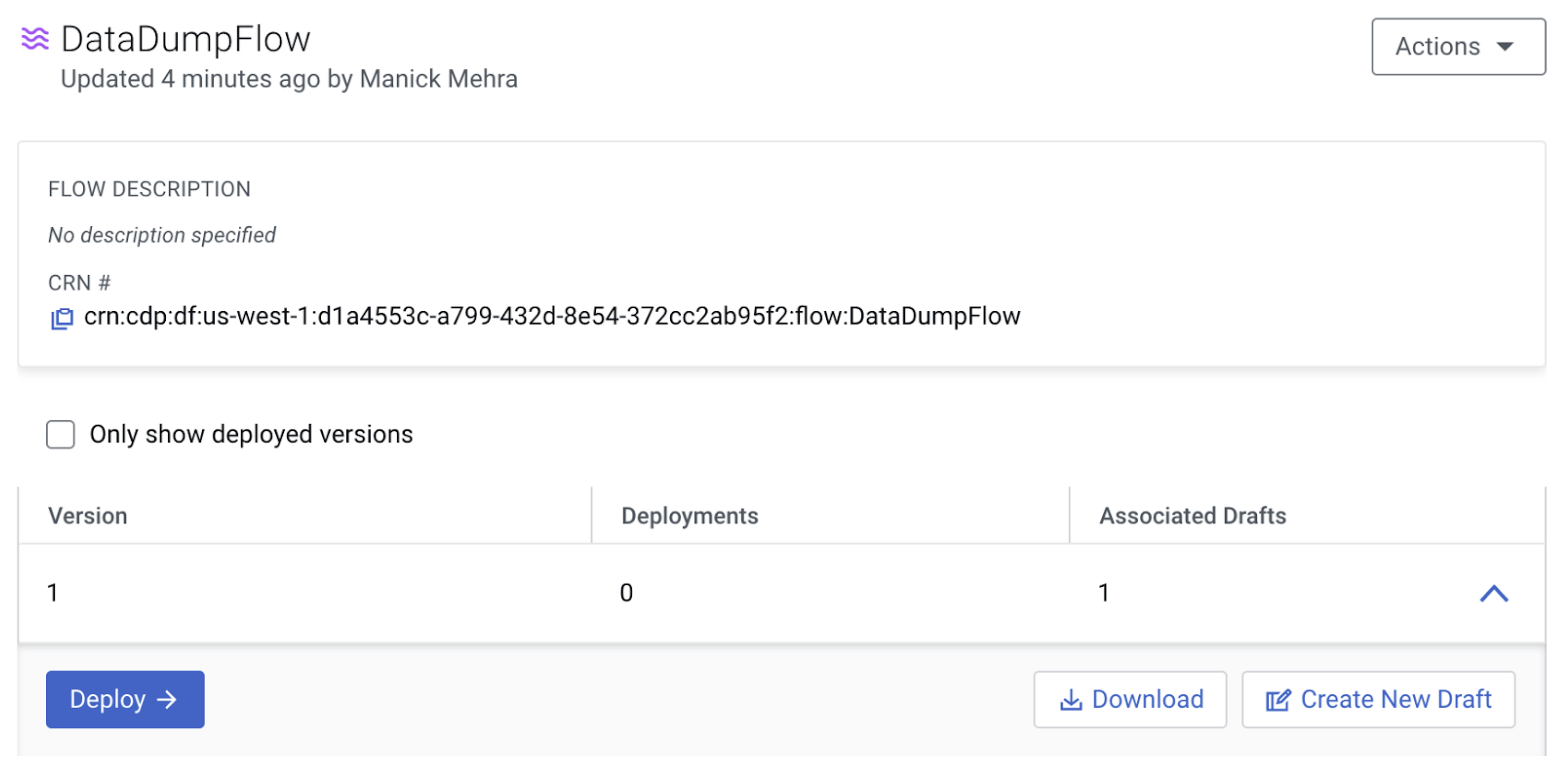 DataDumpFlow
Actions
Updated 4 minutes ago by Manick Mehra
FLOW DESCRIPTION
No description specified
CRN #
crn:cdp:df:us-west-1:d1a4553c-a799-432d-8e54-372cc2ab95f2:flow:DataDumpFlow
Only show deployed versions
Version Deployments Associated Drafts
1 0 1
Deploy → Download Create New Draft